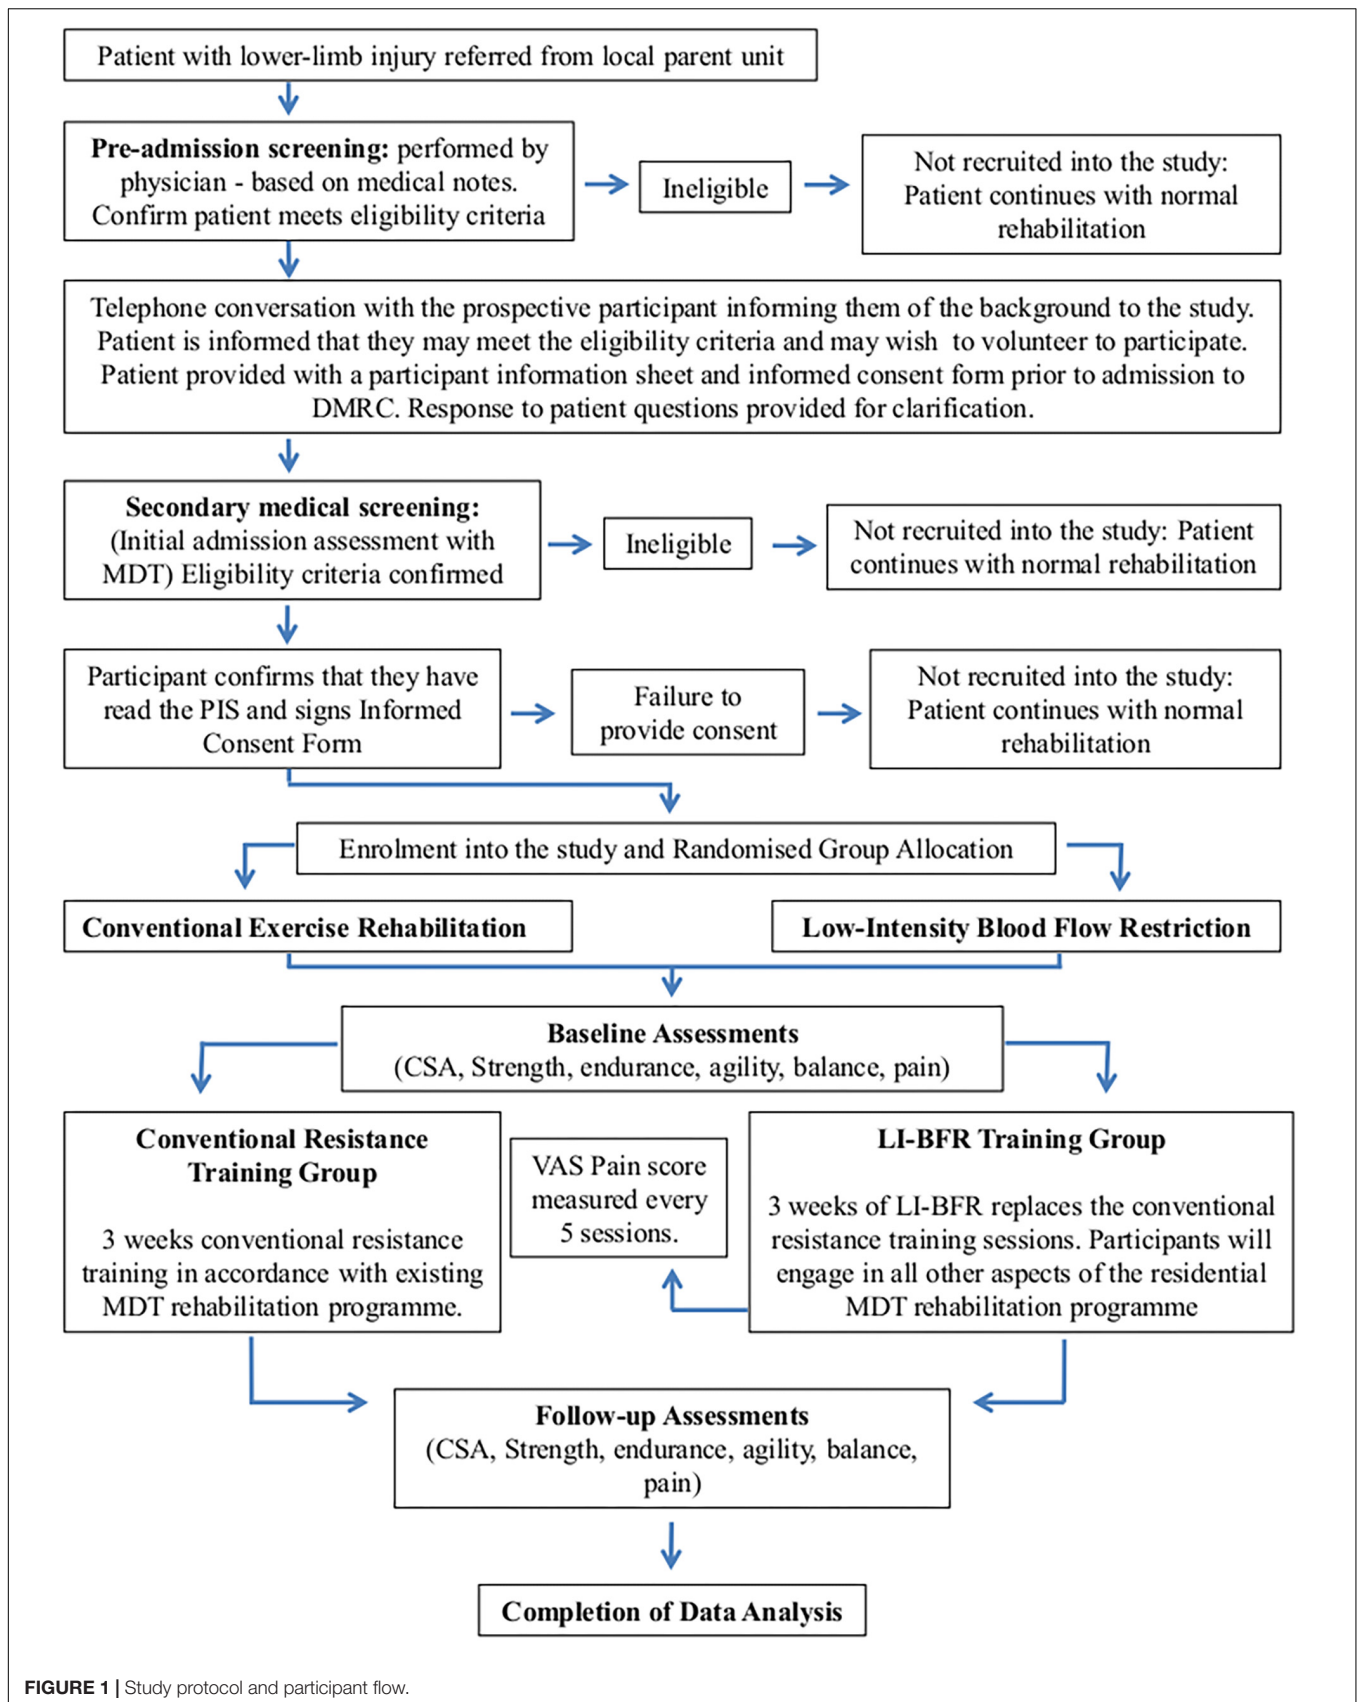 Patient with lower-limb injury referred from local parent unit
Pre-admission screening: performed by
physician - based on medical notes.
Confirm patient meets eligibility criteria
Ineligible
Not recruited into the study:
Patient continues with normal
rehabilitation
Telephone conversation with the prospective participant informing them of the background to the study.
Patient is informed that they may meet the eligibility criteria and may wish to volunteer to participate.
Patient provided with a participant information sheet and informed consent form prior to admission to
DMRC. Response to patient questions provided for clarification.
Secondary medical screening:
(Initial admission assessment with
MDT) Eligibility criteria confirmed
Ineligible
Not recruited into the study: Patient
continues with normal rehabilitation
Participant confirms that they have
read the PIS and signs Informed
Consent Form
Failure to
provide consent
Not recruited into the study:
Patient continues with normal
rehabilitation
Enrolment into the study and Randomised Group Allocation
Conventional Exercise Rehabilitation
Low-Intensity Blood Flow Restriction
Baseline Assessments
(CSA, Strength, endurance, agility, balance, pain)
Conventional Resistance
Training Group
3 weeks conventional resistance
training in accordance with existing
MDT rehabilitation programme.
VAS Pain score
measured every
5 sessions.
LI-BFR Training Group
3 weeks of LI-BFR replaces the conventional
resistance training sessions. Participants will
engage in all other aspects of the residential
MDT rehabilitation programme
Follow-up Assessments
(CSA, Strength, endurance, agility, balance,
pain)
Completion of Data Analysis
FIGURE 1 | Study protocol and participant flow.